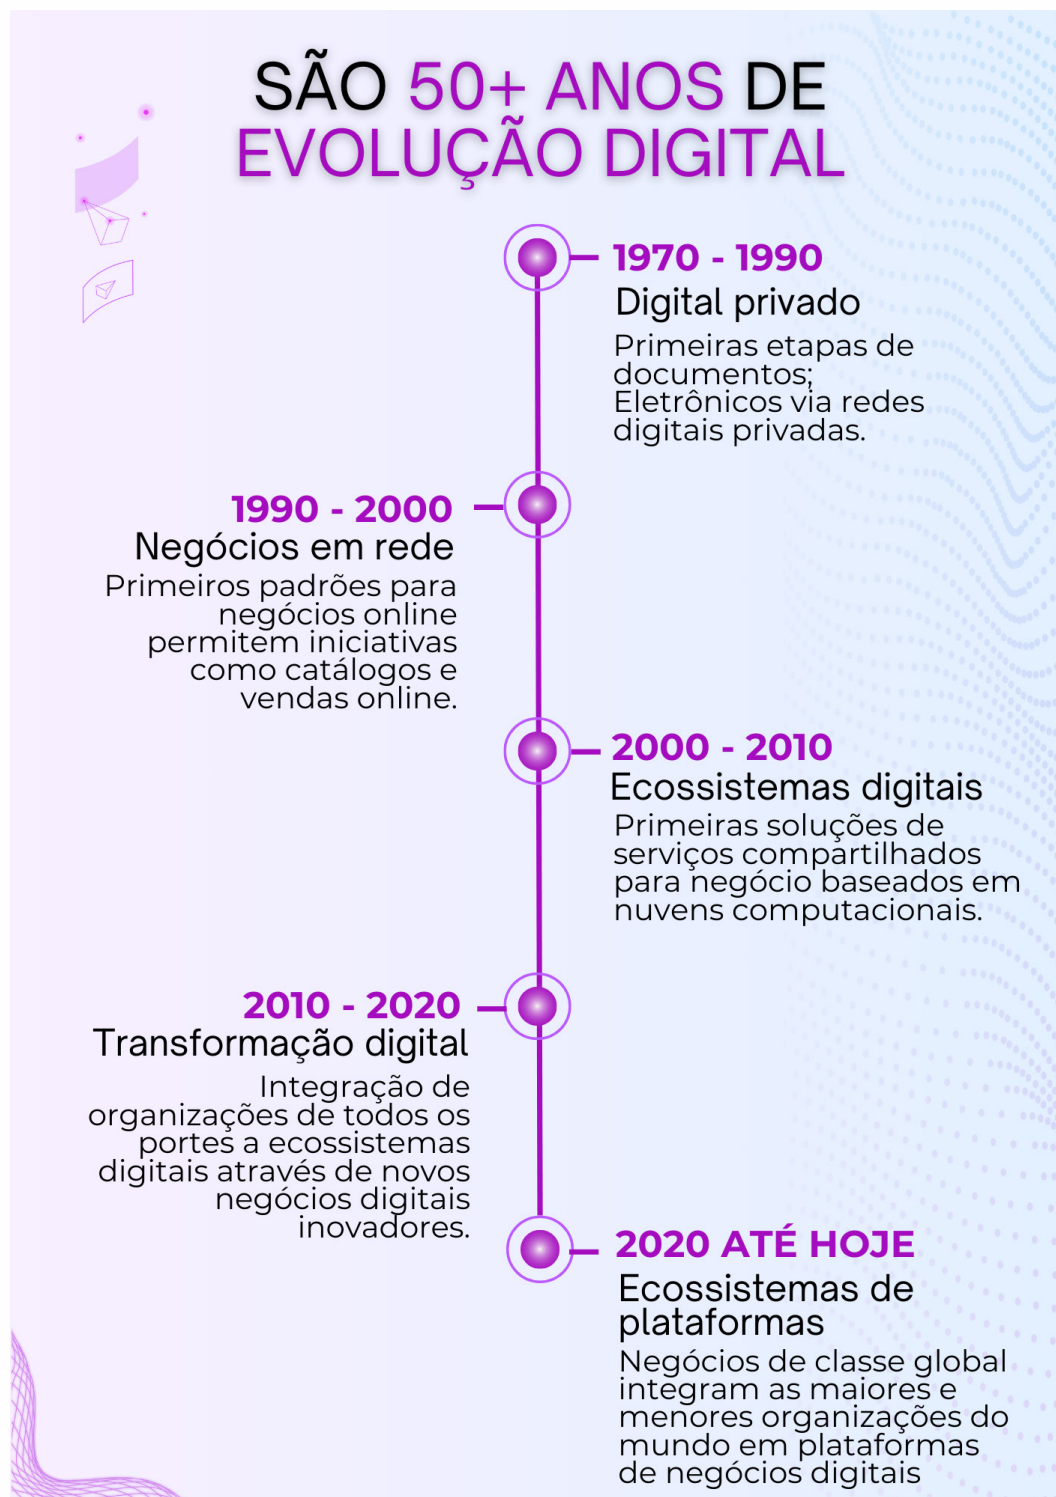 SÃO 50+ ANOS DE
EVOLUÇÃO DIGITAL
1970 - 1990
Digital privado
Primeiras etapas de
documentos;
Eletrônicos via redes
digitais privadas.
1990 - 2000
Negócios em rede
Primeiros padrões para
negócios online
permitem iniciativas
como catálogos e
vendas online.
2000 - 2010
Ecossistemas digitais
Primeiras soluções de
serviços compartilhados
para negócio baseados em
nuvens computacionais.
2010 - 2020
Transformação digital
Integração de
organizações de todos os
portes a ecossistemas
digitais através de novos
negócios digitais
inovadores.
2020 ATÉ HOJE
Ecossistemas de
plataformas
Negócios de classe global
integram as maiores e
menores organizações do
mundo em plataformas
de negócios digitais